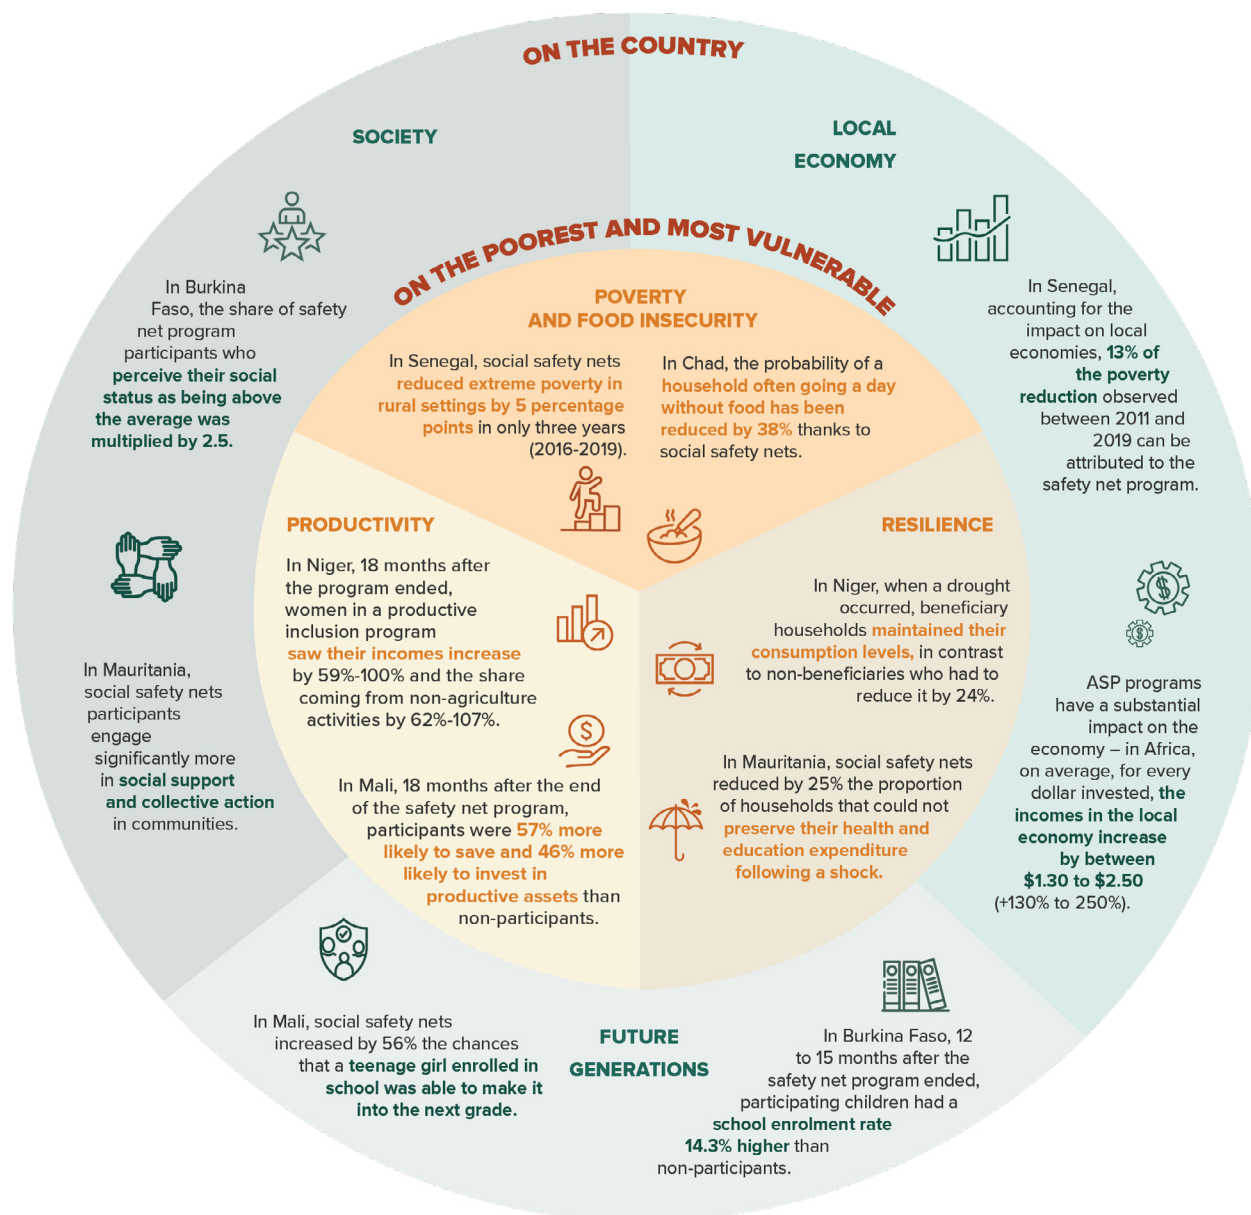 ON THE COUNTRY
SOCIETY
In Burkina
Faso, the share of safety
net program
participants who
perceive their social
status as being above
the average was
multiplied by 2.5.
In Mauritania,
social safety nets
participants
engage
significantly more
in social support
and collective action
in communities.
LOCAL
ECONOMY
In Senegal,
accounting for the
impact on local
economies, 13% of
the poverty
reduction observed
between 2011 and
2019 can be
attributed to the
safety net program.
ASP programs
have a substantial
impact on the
economy – in Africa,
on average, for every
dollar invested, the
incomes in the local
economy increase
by between
$1.30 to $2.50
(+130% to 250%).
ON THE POOREST AND MOST VULNERABLE
POVERTY
AND FOOD INSECURITY
In Senegal, social safety nets
reduced extreme poverty in
rural settings by 5 percentage
points in only three years
(2016-2019).
In Chad, the probability of a
household often going a day
without food has been
reduced by 38% thanks to
social safety nets.
PRODUCTIVITY
In Niger, 18 months after
the program ended,
women in a productive
inclusion program
saw their incomes increase
by 59%-100% and the share
coming from non-agriculture
activities by 62%-107%.
In Mali, 18 months after the end
of the safety net program,
participants were 57% more
likely to save and 46% more
likely to invest in
productive assets than
non-participants.
RESILIENCE
In Niger, when a drought
occurred, beneficiary
households maintained their
consumption levels, in contrast
to non-beneficiaries who had to
reduce it by 24%.
In Mauritania, social safety nets
reduced by 25% the proportion
of households that could not
preserve their health and
education expenditure
following a shock.
FUTURE
GENERATIONS
In Mali, social safety nets
increased by 56% the chances
that a teenage girl enrolled in
school was able to make it
into the next grade.
In Burkina Faso, 12
to 15 months after the
safety net program ended,
participating children had a
school enrolment rate
14.3% higher than
non-participants.